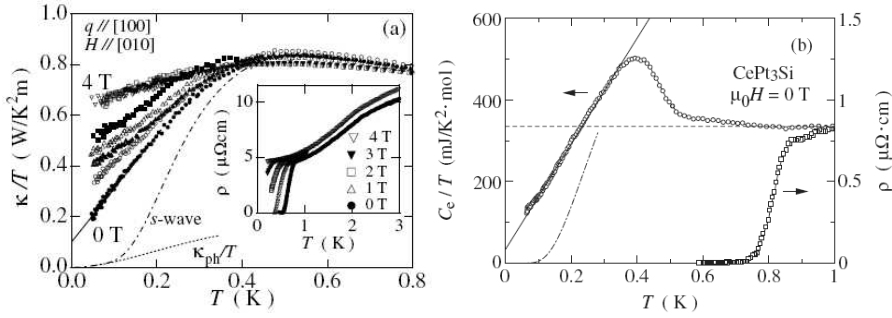 (a)
q // [100]
H // [010]
4 T
0 T
s-wave
κph/T
κ/T ( W/K²m )
0.0
0.2
0.4
0.6
0.8
1.0
0.0
0.2
0.4
0.6
0.8
T ( K )
ρ ( μΩcm )
0
5
10
0
1
2
3
T ( K )
▽ 4 T
▼ 3 T
□ 2 T
△ 1 T
● 0 T
(b)
CePt₃Si
μ₀H = 0 T
Cₑ / T ( mJ/K²·mol )
600
500
400
300
200
100
0
0
0.2
0.4
0.6
0.8
1
T ( K )
1.5
1
0.5
0
ρ ( μΩ·cm )